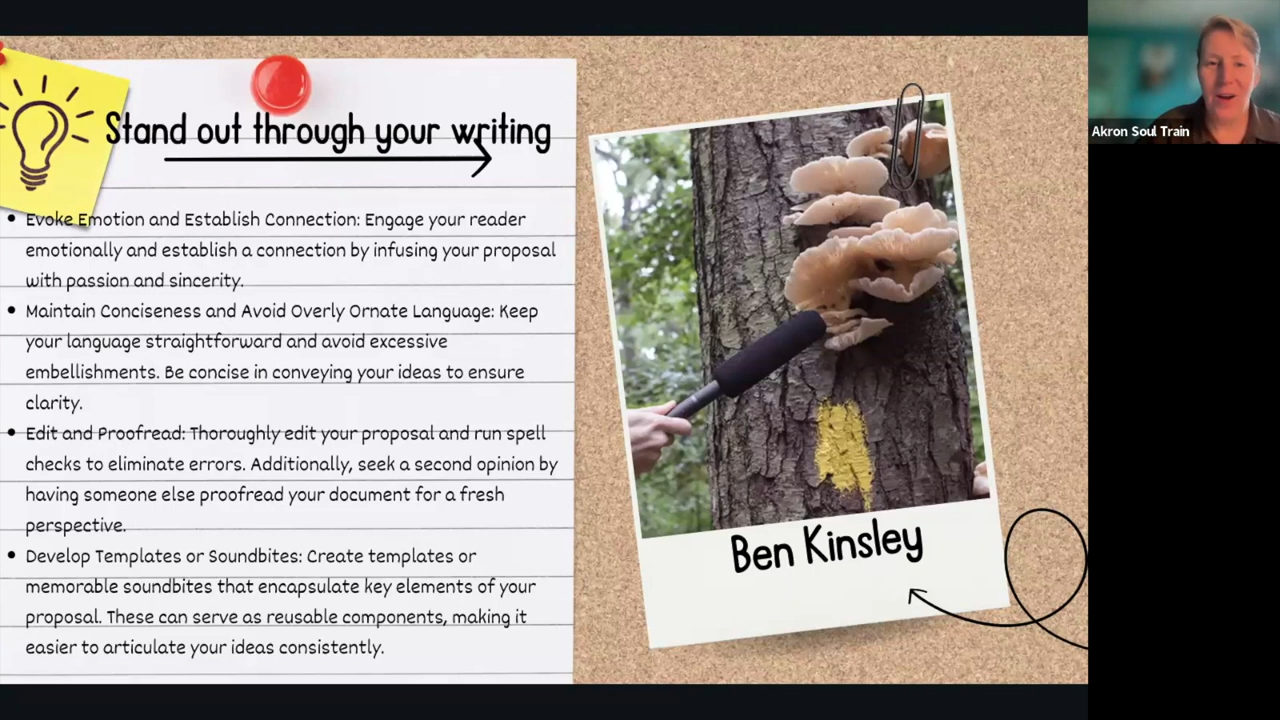 Stand out through your writing
• Evoke Emotion and Establish Connection: Engage your reader
emotionally and establish a connection by infusing your proposal
with passion and sincerity.
• Maintain Conciseness and Avoid Overly Ornate Language: Keep
your language straightforward and avoid excessive
embellishments. Be concise in conveying your ideas to ensure
clarity.
• Edit and Proofread: Thoroughly edit your proposal and run spell
checks to eliminate errors. Additionally, seek a second opinion by
having someone else proofread your document for a fresh
perspective.
• Develop Templates or Soundbites: Create templates or
memorable soundbites that encapsulate key elements of your
proposal. These can serve as reusable components, making it
easier to articulate your ideas consistently.
Ben Kinsley
Akron Soul Train